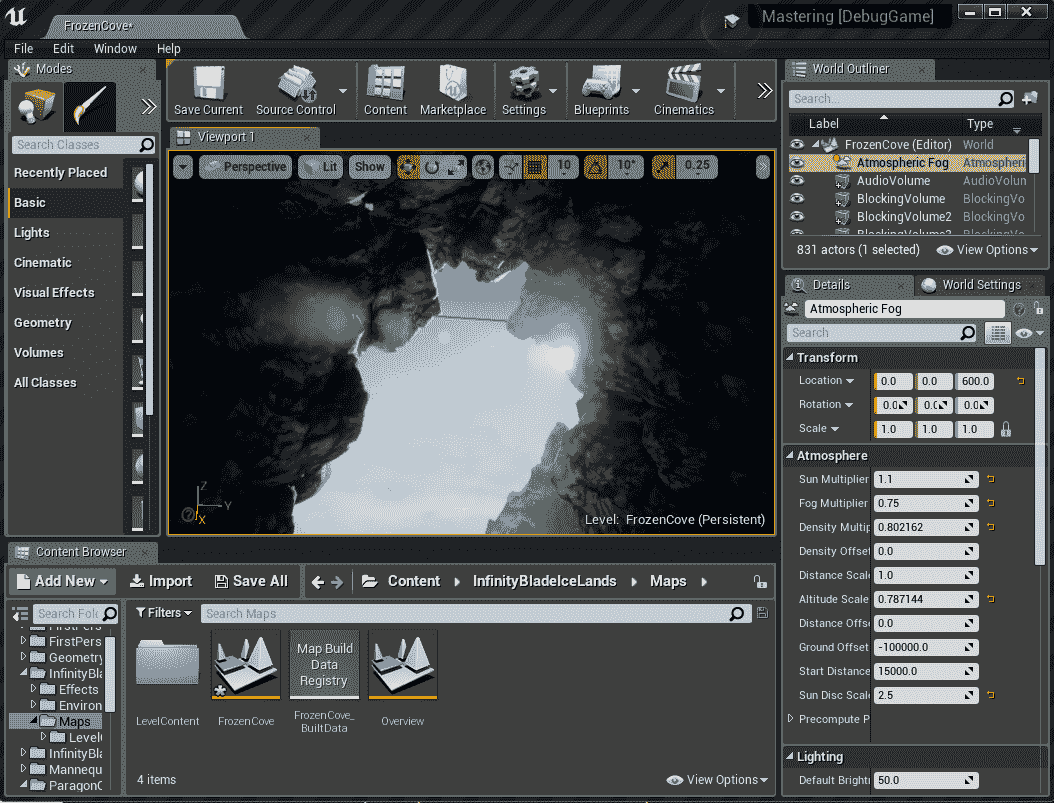 FrozenCove*
Mastering [DebugGame]
File Edit Window Help
Modes
Search Classes
Recently Placed
Basic
Lights
Cinematic
Visual Effects
Geometry
Volumes
All Classes
Save Current Source Control Content Marketplace Settings Blueprints Cinematics
Viewport 1
Perspective Lit Show 10 10° 0.25
Z
Y
X
Level: FrozenCove (Persistent)
World Outliner
Search...
Label Type
FrozenCove (Editor) World
Atmospheric Fog Atmospheri
AudioVolume AudioVolun
BlockingVolume BlockingVo
BlockingVolume2 BlockingVo
831 actors (1 selected) View Options
Details World Settings
Atmospheric Fog
Search
Transform
Location 0.0 0.0 600.0
Rotation 0.0 0.0 0.0
Scale 1.0 1.0 1.0
Atmosphere
Sun Multiplier 1.1
Fog Multiplier 0.75
Density Multip 0.802162
Density Offset 0.0
Distance Scale 1.0
Altitude Scale 0.787144
Distance Offse 0.0
Ground Offset -100000.0
Start Distance 15000.0
Sun Disc Scale 2.5
Precompute P
Lighting
Default Brightn 50.0
Content Browser
Add New Import Save All Content InfinityBladeIceLands Maps
Search Fold
FirstPers
Geometry
InfinityBla
Effects
Environ
Maps
LevelC
InfinityBla
Mannequ
ParagonC
Filters Search Maps
LevelContent
FrozenCove
Map Build
Data
Registry
FrozenCove_
BuiltData
Overview
4 items View Options